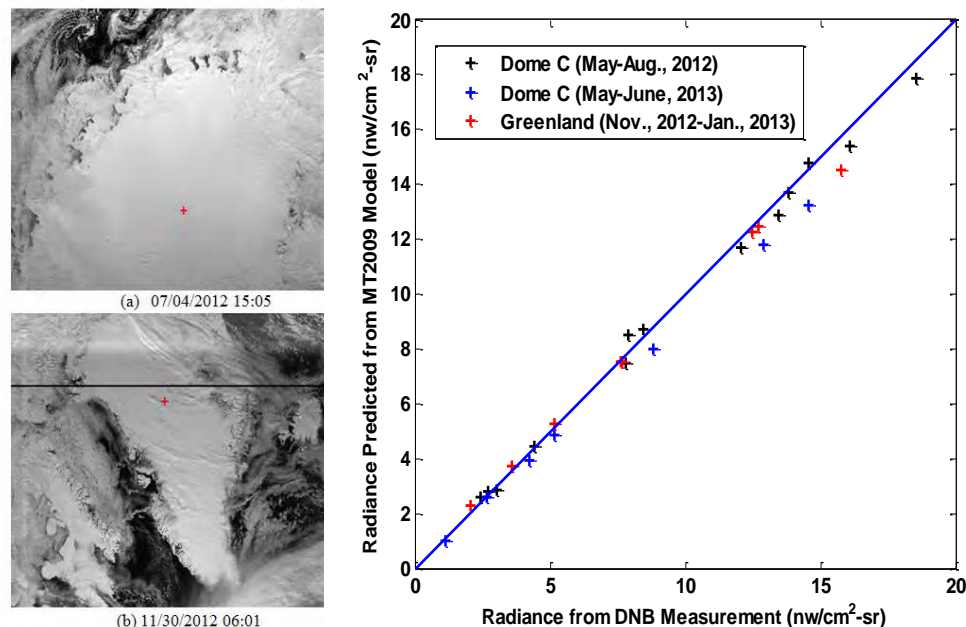 (a) 07/04/2012 15:05
(b) 11/30/2012 06:01
Radiance Predicted from MT2009 Model (nw/cm²-sr)
20
18
16
14
12
10
8
6
4
2
0
Dome C (May-Aug., 2012)
Dome C (May-June, 2013)
Greenland (Nov., 2012-Jan., 2013)
0 5 10 15 20
Radiance from DNB Measurement (nw/cm²-sr)